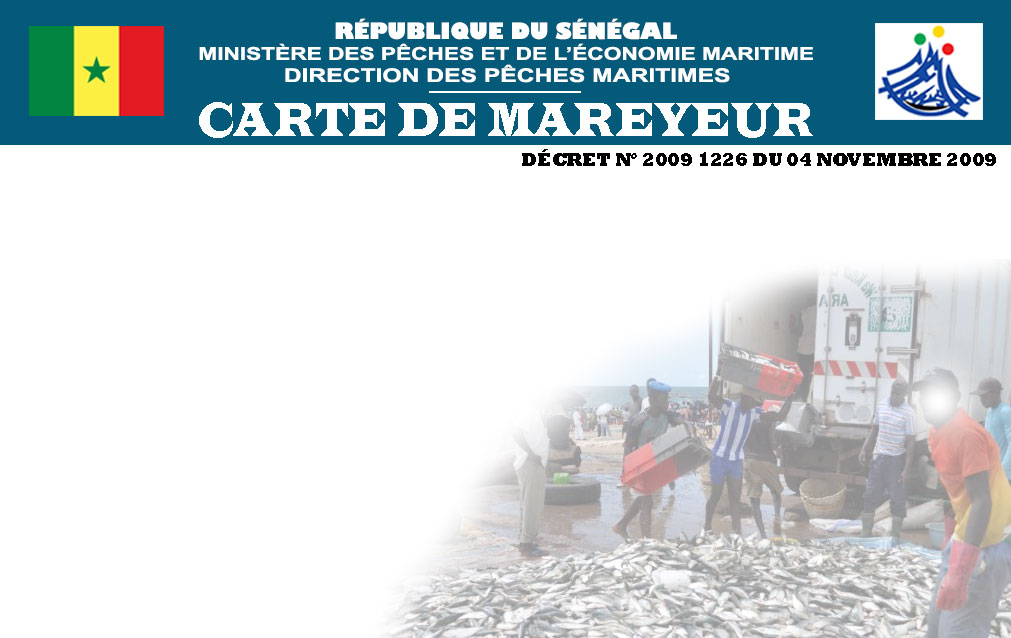 RÉPUBLIQUE DU SÉNÉGAL
MINISTÈRE DES PÊCHES ET DE L'ÉCONOMIE MARITIME
DIRECTION DES PÊCHES MARITIMES
CARTE DE MAREYEUR
DÉCRET N° 2009 1226 DU 04 NOVEMBRE 2009